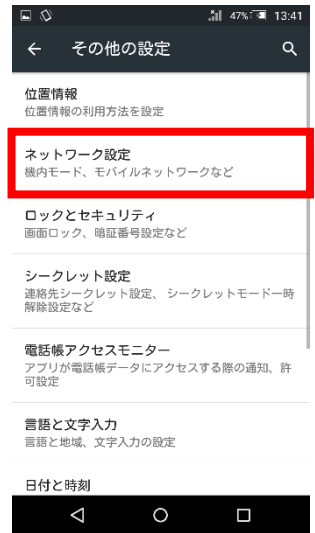 47% 13:41
その他の設定
位置情報
位置情報の利用方法を設定
ネットワーク設定
機内モード、モバイルネットワークなど
ロックとセキュリティ
画面ロック、暗証番号設定など
シークレット設定
連絡先シークレット設定、シークレットモード一時
解除設定など
電話帳アクセスモニター
アプリが電話帳データにアクセスする際の通知、許
可設定
言語と文字入力
言語と地域、文字入力の設定
日付と時刻